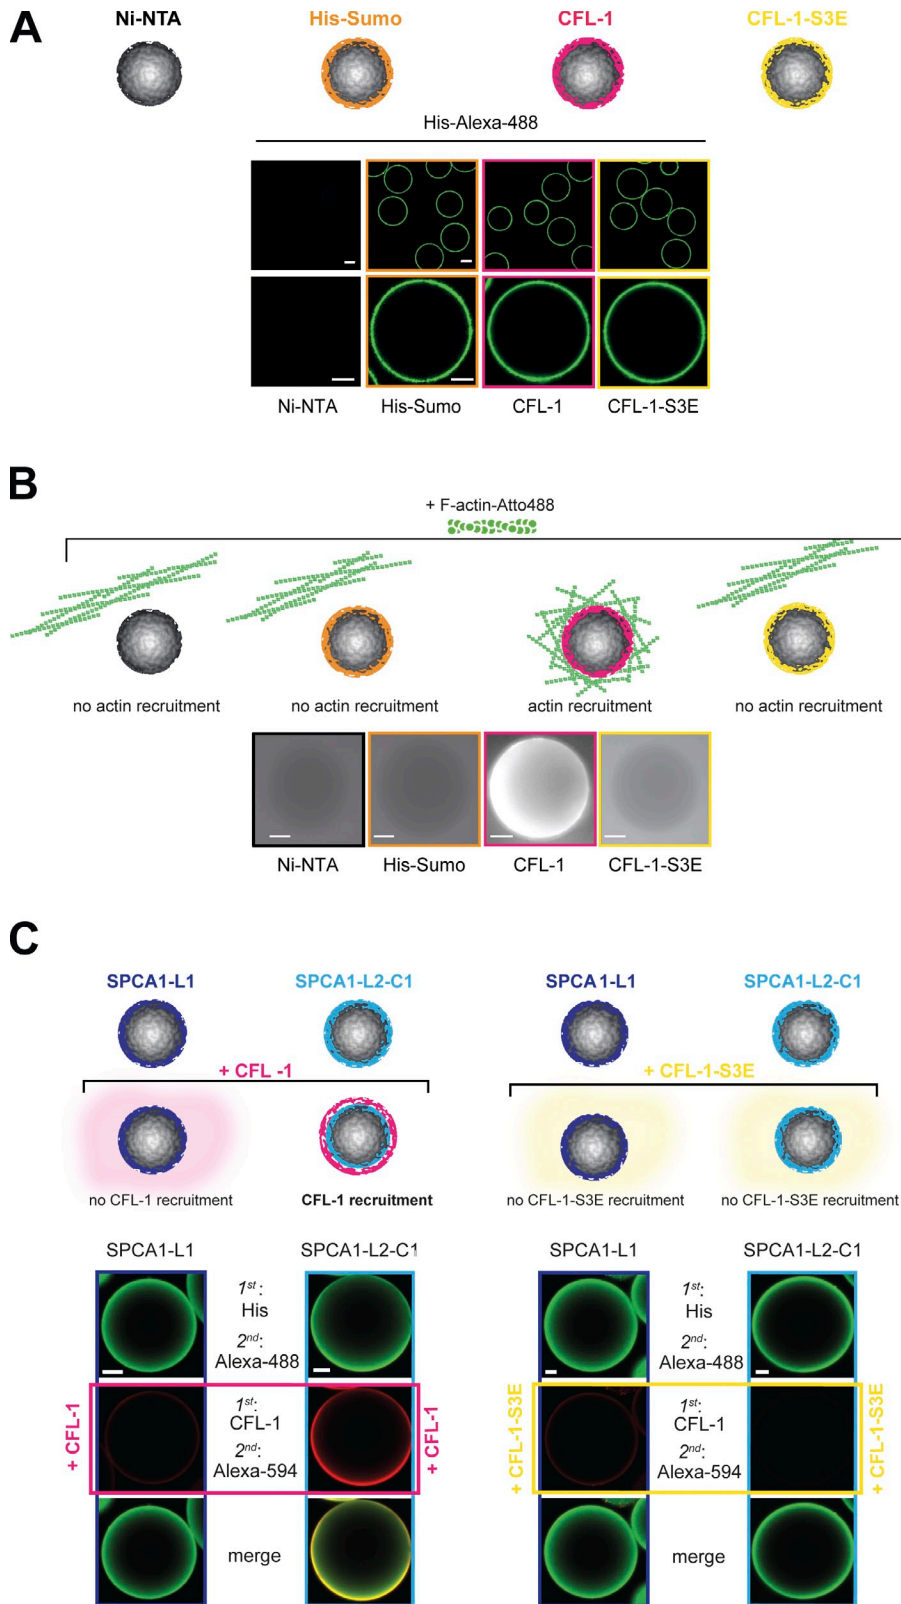 A
Ni-NTA His-Sumo CFL-1 CFL-1-S3E
His-Alexa-488
Ni-NTA His-Sumo CFL-1 CFL-1-S3E
B
+ F-actin-Atto488
no actin recruitment no actin recruitment actin recruitment no actin recruitment
Ni-NTA His-Sumo CFL-1 CFL-1-S3E
C
SPCA1-L1 SPCA1-L2-C1 SPCA1-L1 SPCA1-L2-C1
+ CFL -1 + CFL-1-S3E
no CFL-1 recruitment CFL-1 recruitment no CFL-1-S3E recruitment no CFL-1-S3E recruitment
SPCA1-L1 SPCA1-L2-C1 SPCA1-L1 SPCA1-L2-C1
1st: 1st:
His His
2nd: 2nd:
Alexa-488 Alexa-488
+ CFL-1 + CFL-1 + CFL-1-S3E + CFL-1-S3E
1st: 1st:
CFL-1 CFL-1
2nd: 2nd:
Alexa-594 Alexa-594
merge merge